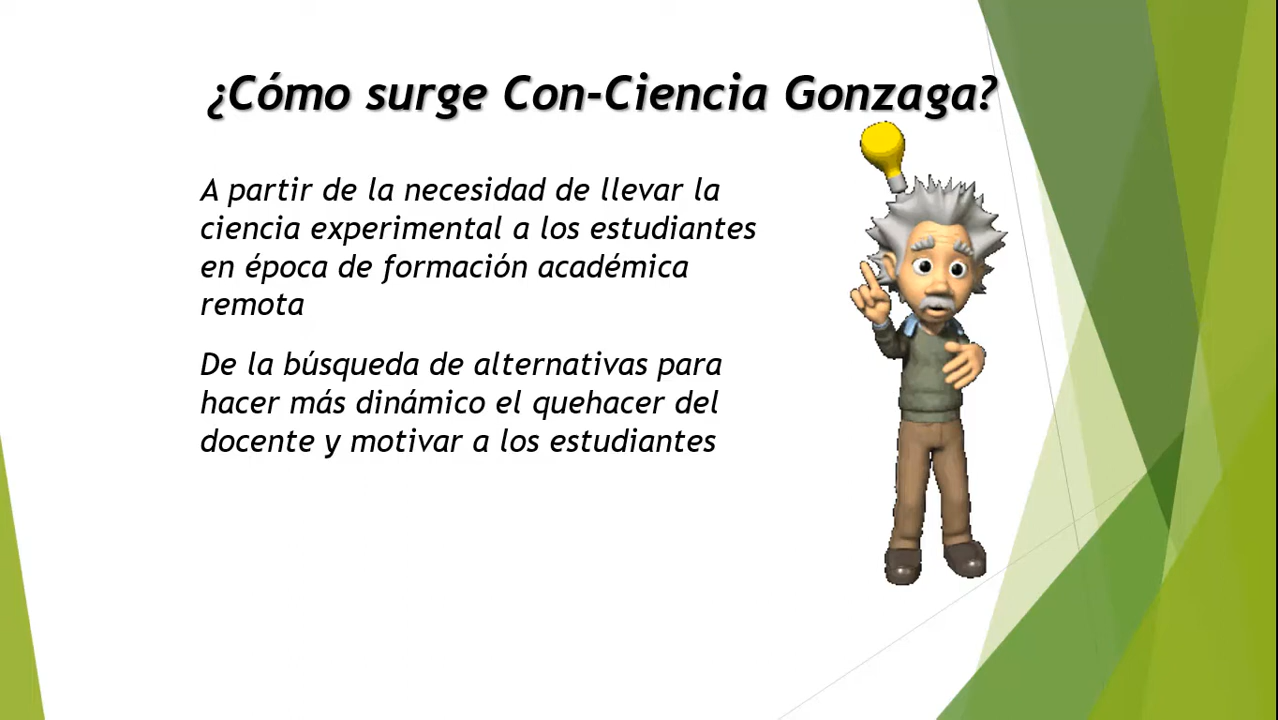 ¿Cómo surge Con-Ciencia Gonzaga?
A partir de la necesidad de llevar la
ciencia experimental a los estudiantes
en época de formación académica
remota
De la búsqueda de alternativas para
hacer más dinámico el quehacer del
docente y motivar a los estudiantes